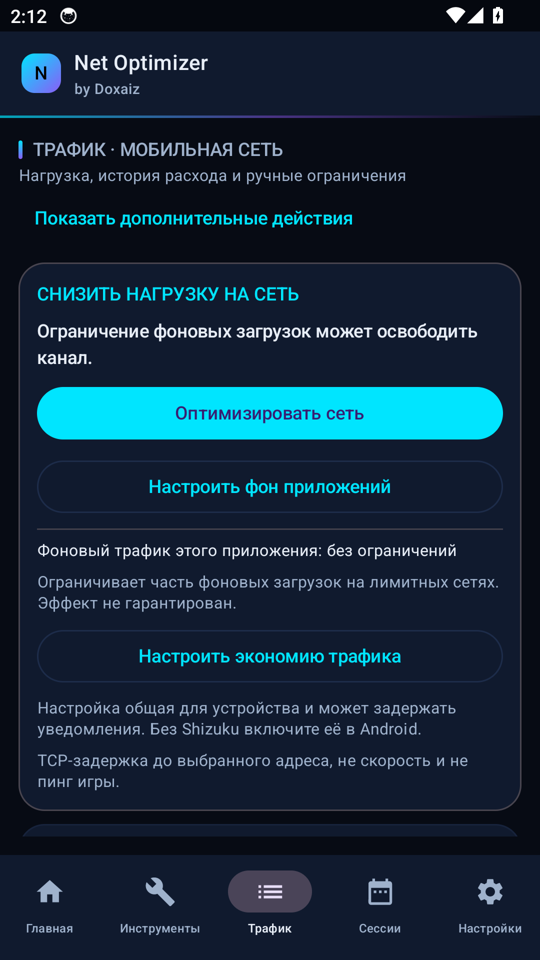 2:12
N
Net Optimizer
by Doxaiz
ТРАФИК · МОБИЛЬНАЯ СЕТЬ
Нагрузка, история расхода и ручные ограничения
Показать дополнительные действия
СНИЗИТЬ НАГРУЗКУ НА СЕТЬ
Ограничение фоновых загрузок может освободить
канал.
Оптимизировать сеть
Настроить фон приложений
Фоновый трафик этого приложения: без ограничений
Ограничивает часть фоновых загрузок на лимитных сетях.
Эффект не гарантирован.
Настроить экономию трафика
Настройка общая для устройства и может задержать
уведомления. Без Shizuku включите её в Android.
TCP-задержка до выбранного адреса, не скорость и не
пинг игры.
Главная
Инструменты
Трафик
Сессии
Настройки